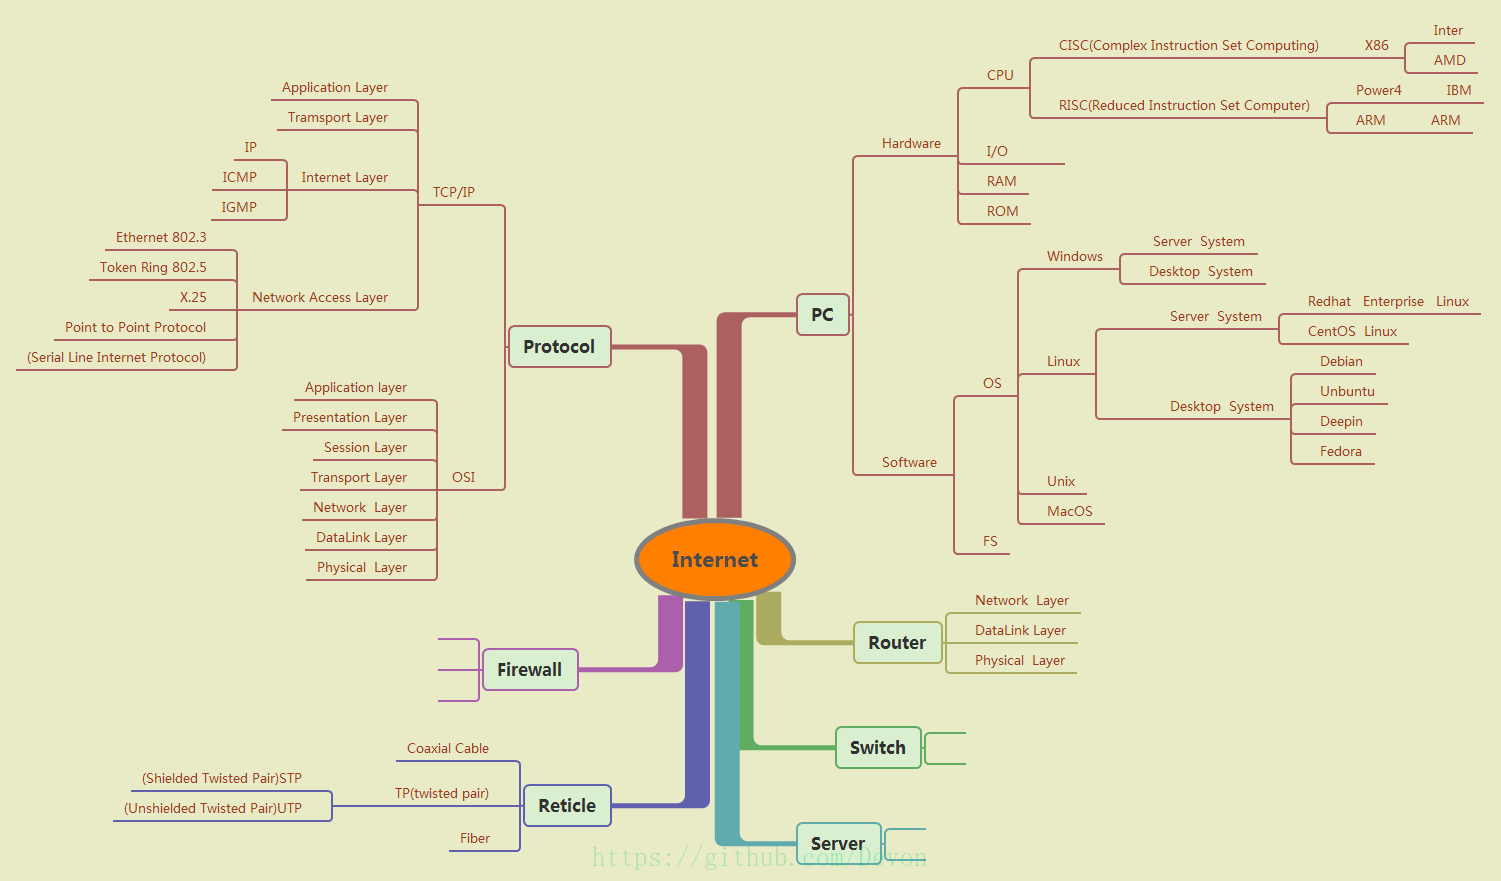 Internet
Protocol
TCP/IP
Application Layer
Tramsport Layer
Internet Layer
IP
ICMP
IGMP
Network Access Layer
Ethernet 802.3
Token Ring 802.5
X.25
Point to Point Protocol
(Serial Line Internet Protocol)
OSI
Application layer
Presentation Layer
Session Layer
Transport Layer
Network Layer
DataLink Layer
Physical Layer
Firewall
Reticle
Coaxial Cable
TP(twisted pair)
(Shielded Twisted Pair)STP
(Unshielded Twisted Pair)UTP
Fiber
PC
Hardware
CPU
CISC(Complex Instruction Set Computing)
X86
Inter
AMD
RISC(Reduced Instruction Set Computer)
Power4
IBM
ARM
ARM
I/O
RAM
ROM
Software
OS
Windows
Server System
Desktop System
Linux
Server System
Redhat Enterprise Linux
CentOS Linux
Desktop System
Debian
Unbuntu
Deepin
Fedora
Unix
MacOS
FS
Router
Network Layer
DataLink Layer
Physical Layer
Switch
Server
https://github.com/Devon